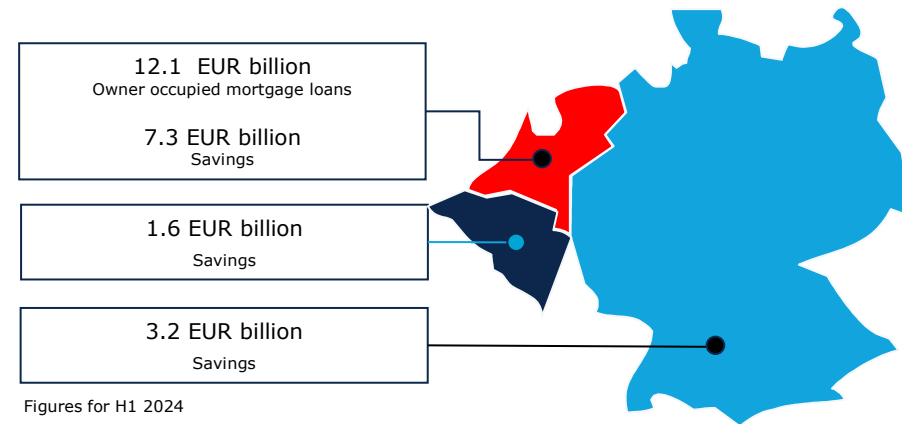 12.1 EUR billion
Owner occupied mortgage loans
7.3 EUR billion
Savings
1.6 EUR billion
Savings
3.2 EUR billion
Savings
Figures for H1 2024